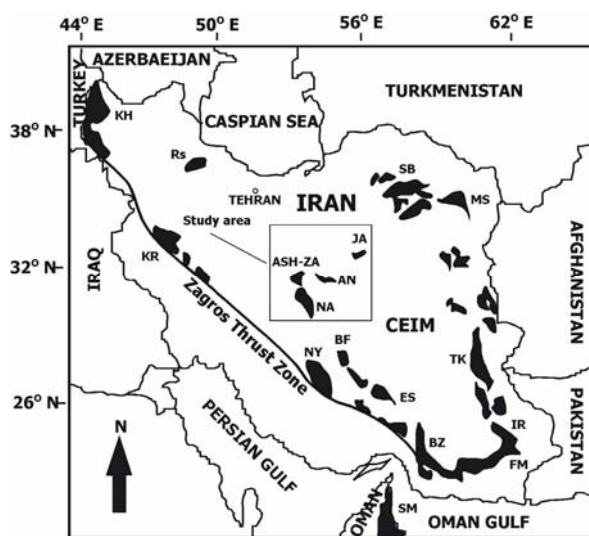 44° E 50° E 56° E 62° E
AZERBAEIJAN
TURKEY
CASPIAN SEA
TURKMENISTAN
KH
38° N
Rs
SB
MS
TEHRAN
IRAN
Study area
JA
KR
ASH-ZA
AN
NA
32° N
IRAQ
AFGHANISTAN
Zagros Thrust Zone
CEIM
NY
BF
TK
ES
26° N
N
PERSIAN GULF
BZ
IR
FM
PAKISTAN
OMAN
SM
OMAN GULF